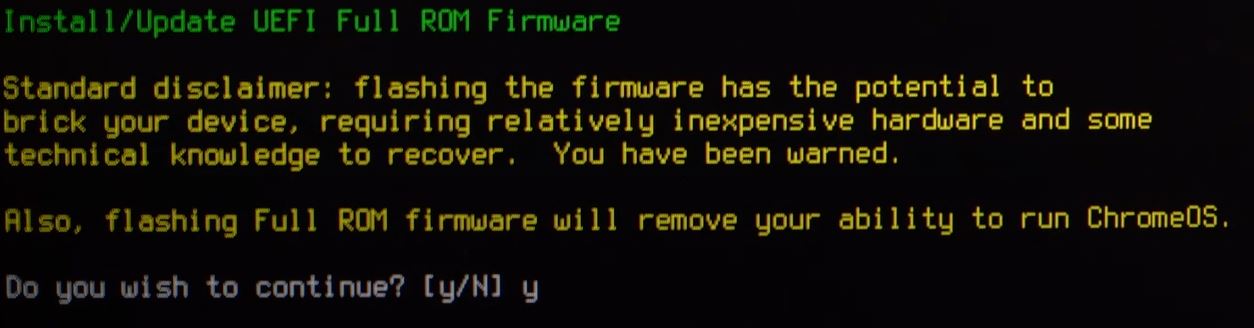 Install/Update UEFI Full ROM Firmware
Standard disclaimer: flashing the firmware has the potential to
brick your device, requiring relatively inexpensive hardware and some
technical knowledge to recover.  You have been warned.
Also, flashing Full ROM firmware will remove your ability to run ChromeOS.
Do you wish to continue? [y/N] y